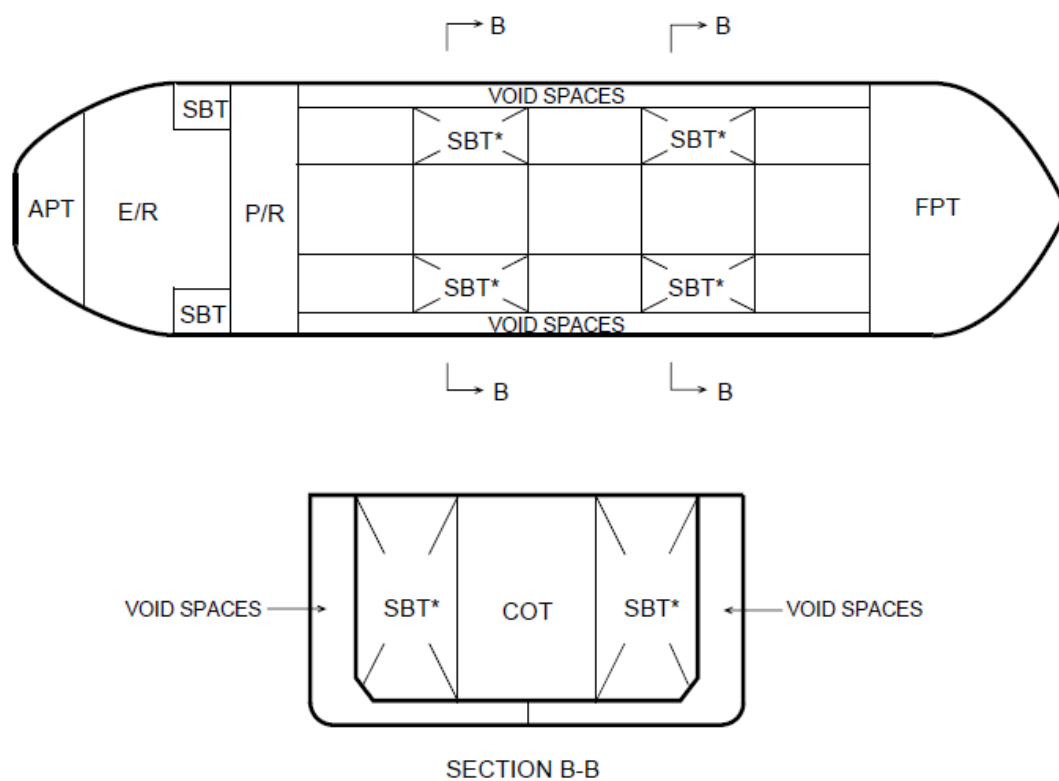 B B
VOID SPACES
SBT
SBT* SBT*
APT E/R P/R FPT
SBT* SBT*
SBT
VOID SPACES
B B
VOID SPACES SBT* COT SBT* VOID SPACES
SECTION B-B